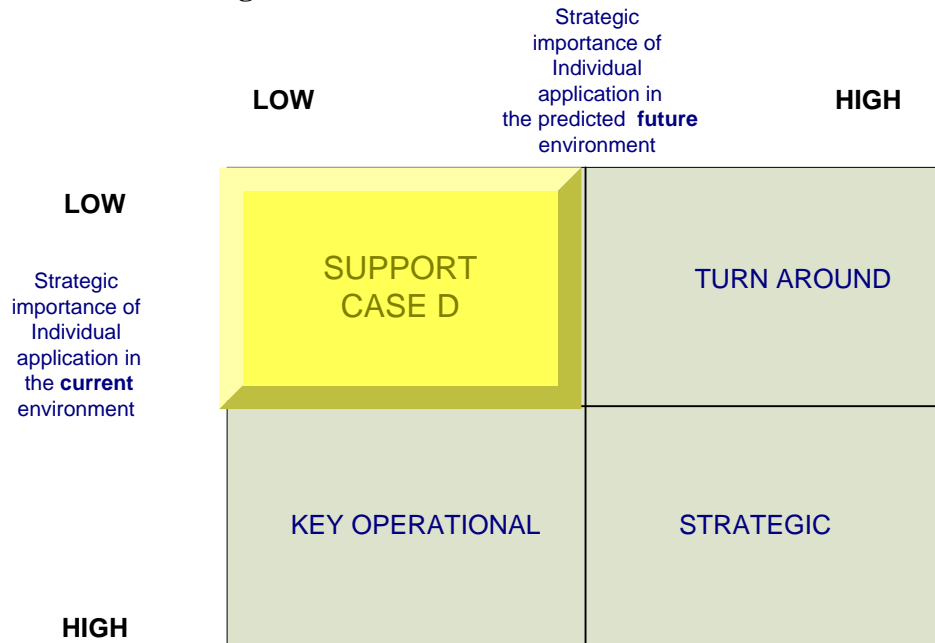 Strategic
importance of
Individual
application in
the predicted future
environment
LOW
HIGH
LOW
Strategic
importance of
Individual
application in
the current
environment
SUPPORT
CASE D
TURN AROUND
KEY OPERATIONAL
STRATEGIC
HIGH